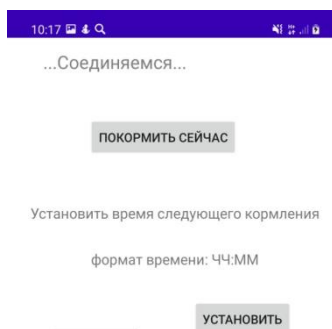 10:17
...Соединяемся...
ПОКОРМИТЬ СЕЙЧАС
Установить время следующего кормления
формат времени: ЧЧ:ММ
УСТАНОВИТЬ